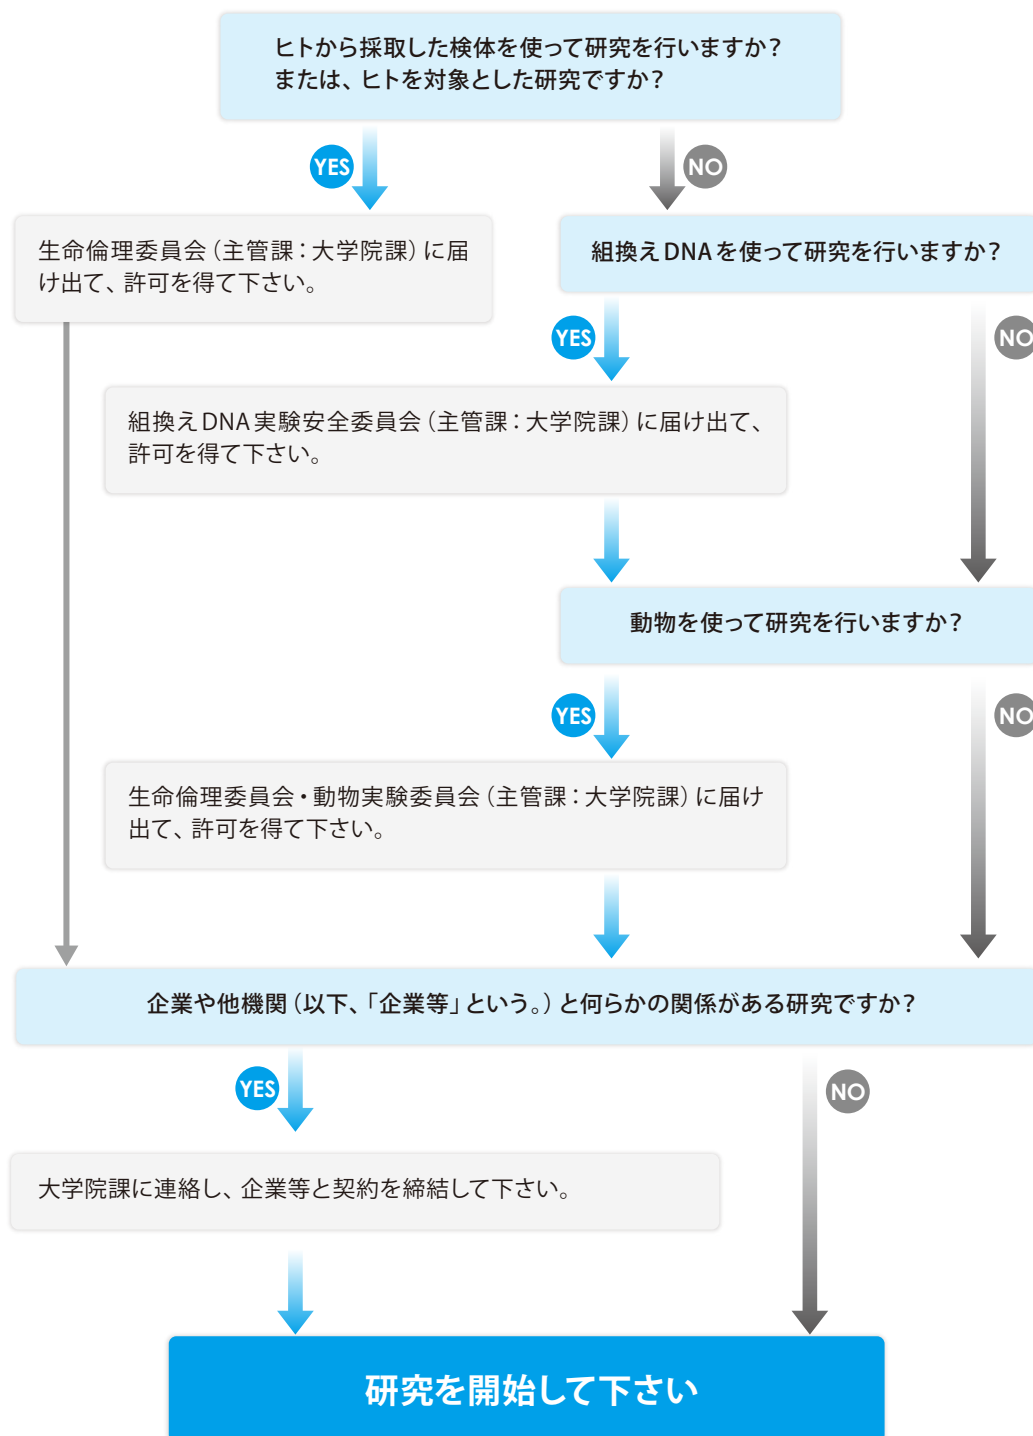 ヒトから採取した検体を使って研究を行いますか？
または、ヒトを対象とした研究ですか？
YES
NO
生命倫理委員会（主管課：大学院課）に届
け出て、許可を得て下さい。
組換えDNAを使って研究を行いますか？
YES
NO
組換えDNA実験安全委員会（主管課：大学院課）に届け出て、
許可を得て下さい。
動物を使って研究を行いますか？
YES
NO
生命倫理委員会・動物実験委員会（主管課：大学院課）に届け
出て、許可を得て下さい。
企業や他機関（以下、「企業等」という。）と何らかの関係がある研究ですか？
YES
NO
大学院課に連絡し、企業等と契約を締結して下さい。
研究を開始して下さい